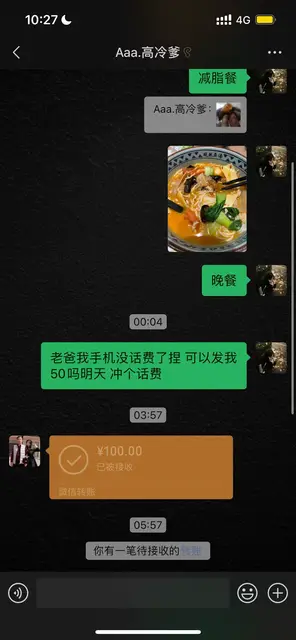 10:27
4G
Aaa.高冷爹
减脂餐
Aaa.高冷爹:
晚餐
00:04
老爸我手机没话费了捏 可以发我
50吗明天 冲个话费
03:57
¥100.00
已被接收
微信转账
05:57
你有一笔待接收的转账